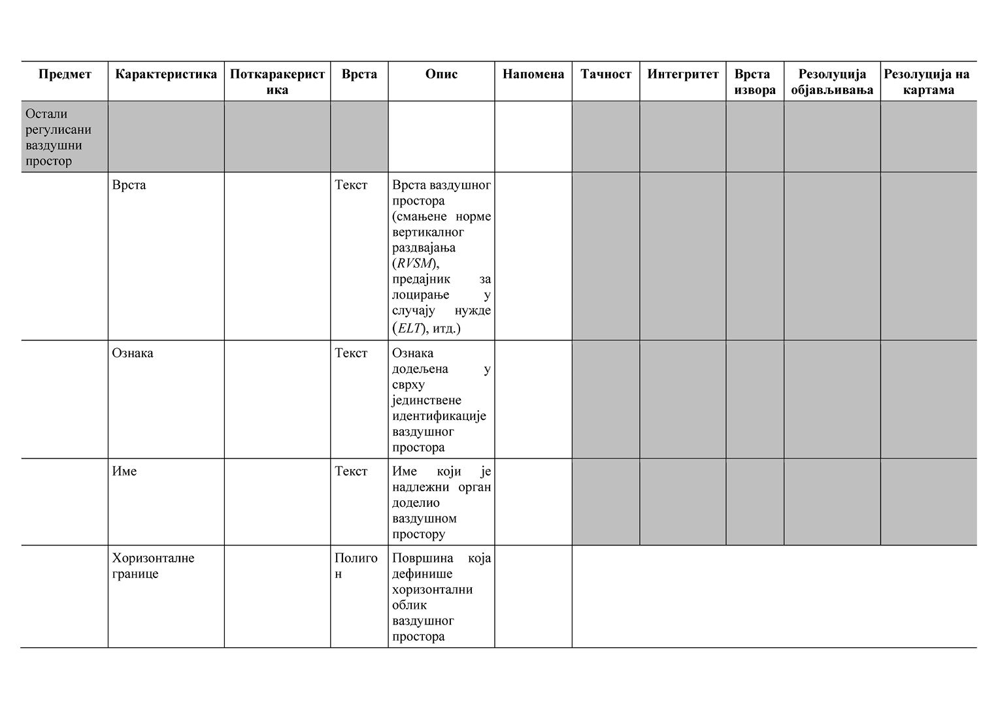 Предмет
Карактеристика
Поткаракерист
ика
Врста
Опис
Напомена
Тачност
Интегритет
Врста
извора
Резолуција
објављивања
Резолуција на
картама
Остали
регулисани
ваздушни
простор
Врста
Текст
Врста ваздушног
простора
(смањене норме
вертикалног
раздвајања
(RVSM),
предајник за
лоцирање у
случају нужде
(ELT), итд.)
Ознака
Текст
Ознака
додељена у
сврху
јединствене
идентификације
ваздушног
простора
Име
Текст
Име који је
надлежни орган
доделио
ваздушном
простору
Хоризонталне
границе
Полиго
н
Површина која
дефинише
хоризонтални
облик
ваздушног
простора